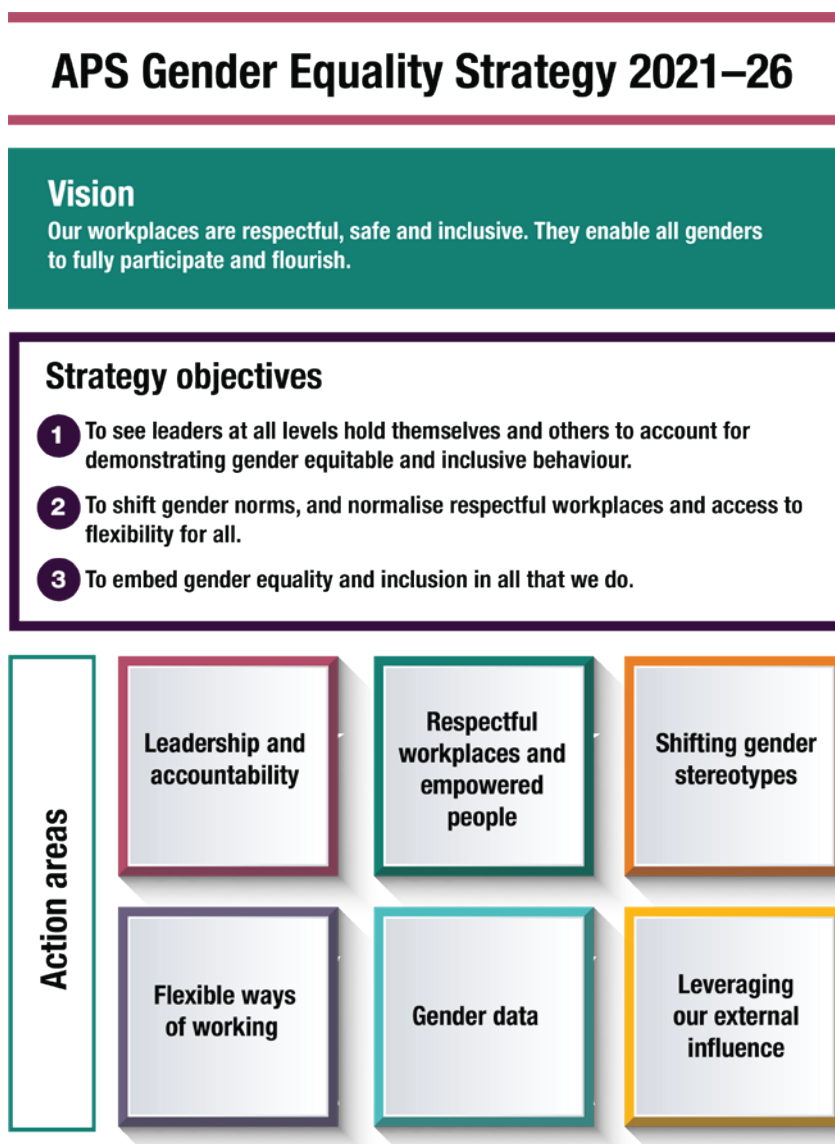 APS Gender Equality Strategy 2021–26
Vision
Our workplaces are respectful, safe and inclusive. They enable all genders
to fully participate and flourish.
Strategy objectives
1 To see leaders at all levels hold themselves and others to account for
demonstrating gender equitable and inclusive behaviour.
2 To shift gender norms, and normalise respectful workplaces and access to
flexibility for all.
3 To embed gender equality and inclusion in all that we do.
Action areas
Leadership and
accountability
Respectful
workplaces and
empowered
people
Shifting gender
stereotypes
Flexible ways
of working
Gender data
Leveraging
our external
influence